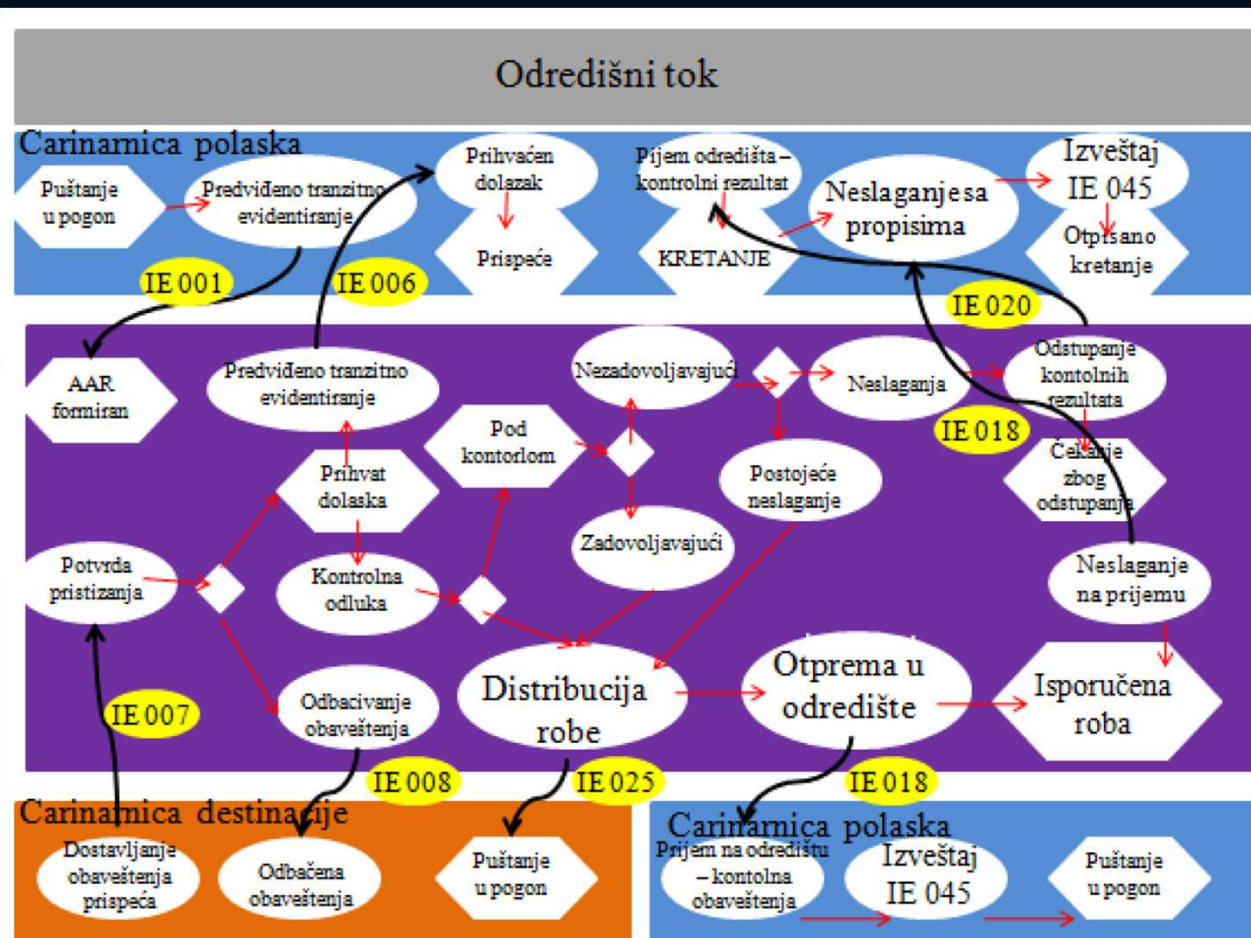 Odredišni tok
Carinarnica polaska
Puštanje
u pogon
Predviđeno tranzitno
evidentiranje
Prihvaćen
dolazak
Prispeće
Pijem odredišta –
kontrolni rezultat
KRETANJE
Neslaganje sa
propisima
Izveštaj
IE 045
Otpisano
kretanje
IE 001
IE 006
IE 020
AAR
formiran
Predviđeno tranzitno
evidentiranje
Nezadovoljavajući
Neslaganja
Odstupanje
kontolnih
rezultata
IE 018
Pod
kontorlom
Prihvat
dolaska
Postojeće
neslaganje
Čekanje
zbog
odstupanja
Zadovoljavajući
Potvrda
pristizanja
Kontrolna
odluka
Neslaganje
na prijemu
Odbacivanje
obaveštenja
Distribucija
robe
Otprema u
odredište
Isporučena
roba
IE 007
IE 008
IE 025
IE 018
Carinarnica destinacije
Dostavljanje
obaveštenja
prispeća
Odbačena
obaveštenja
Puštanje
u pogon
Carinarnica polaska
Prijem na odredištu
– kontolna
obaveštenja
Izveštaj
IE 045
Puštanje
u pogon